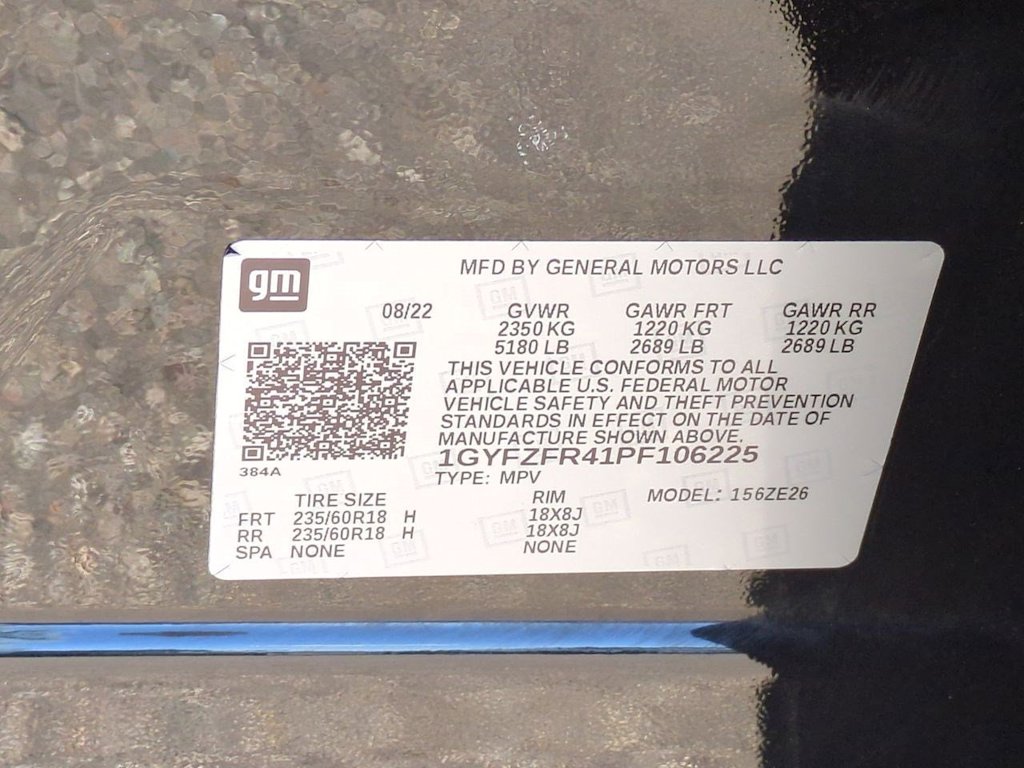 gm
MFD BY GENERAL MOTORS LLC
08/22 GVWR GAWR FRT GAWR RR
2350 KG 1220 KG 1220 KG
5180 LB 2689 LB 2689 LB
THIS VEHICLE CONFORMS TO ALL
APPLICABLE U.S. FEDERAL MOTOR
VEHICLE SAFETY AND THEFT PREVENTION
STANDARDS IN EFFECT ON THE DATE OF
MANUFACTURE SHOWN ABOVE.
384A
1GYFZFR41PF106225
TYPE: MPV
TIRE SIZE RIM MODEL: 156ZE26
FRT 235/60R18 H 18X8J
RR 235/60R18 H 18X8J
SPA NONE NONE